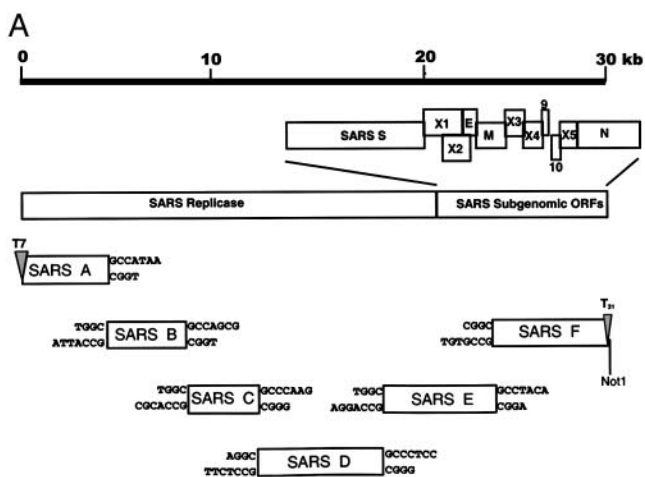 A
0 10 20 30 kb
SARS S X1 X2 E M X3 X4 9 10 X5 N
SARS Replicase SARS Subgenomic ORFs
T7
SARS A GCCATAA
CGGT
TGGC SARS B GCCAGCG
ATTACCG CGGT
CGGC SARS F T21
TGTGCCG
Not1
TGGC SARS C GCCCAAG
CGCACCG CGGG
TGGC SARS E GCCTACA
AGGACCG CGGA
AGGC SARS D GCCCTCC
TTCTCCG CGGG